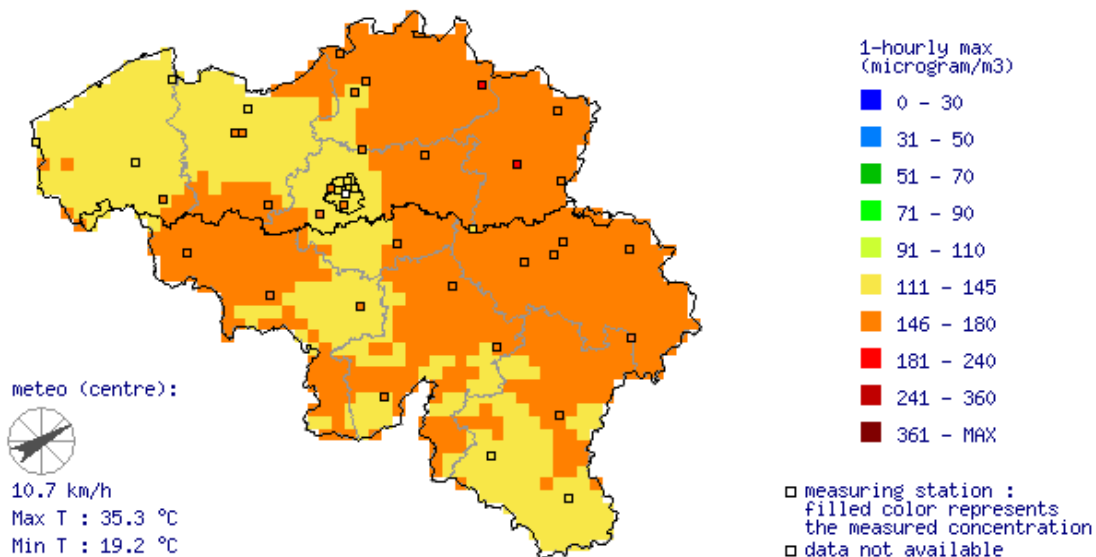 1-hourly max
(microgram/m3)
0 - 30
31 - 50
51 - 70
71 - 90
91 - 110
111 - 145
146 - 180
181 - 240
241 - 360
361 - MAX
meteo (centre):
10.7 km/h
Max T : 35.3 °C
Min T : 19.2 °C
measuring station :
filled color represents
the measured concentration
data not available